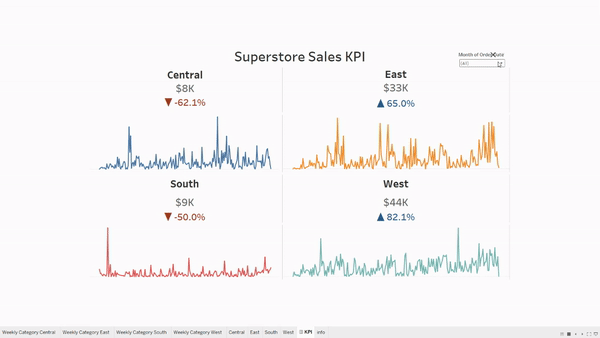 Superstore Sales KPI
Month of Order Date
(All)
Central
$8K
▼ -62.1%
East
$33K
▲ 65.0%
South
$9K
▼ -50.0%
West
$44K
▲ 82.1%
Weekly Category Central Weekly Category East Weekly Category South Weekly Category West Central East South West KPI info